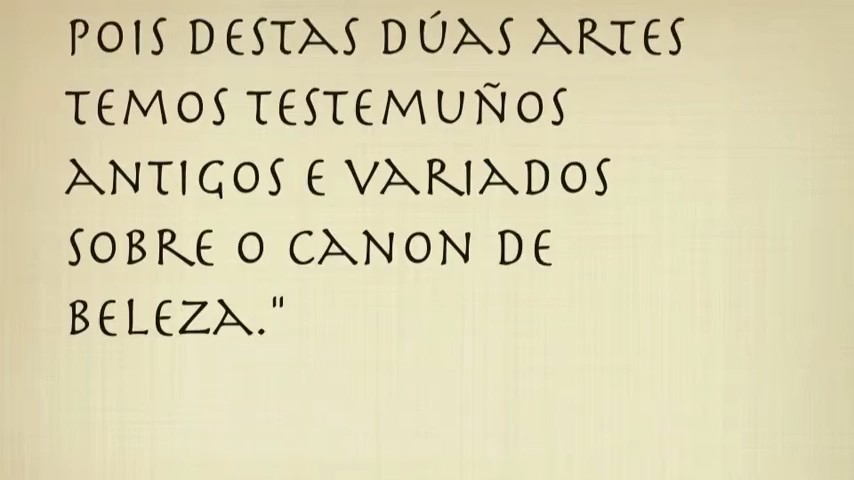 POIS DESTAS DÚAS ARTES
TEMOS TESTEMUÑOS
ANTIGOS E VARIADOS
SOBRE O CANON DE
BELEZA."